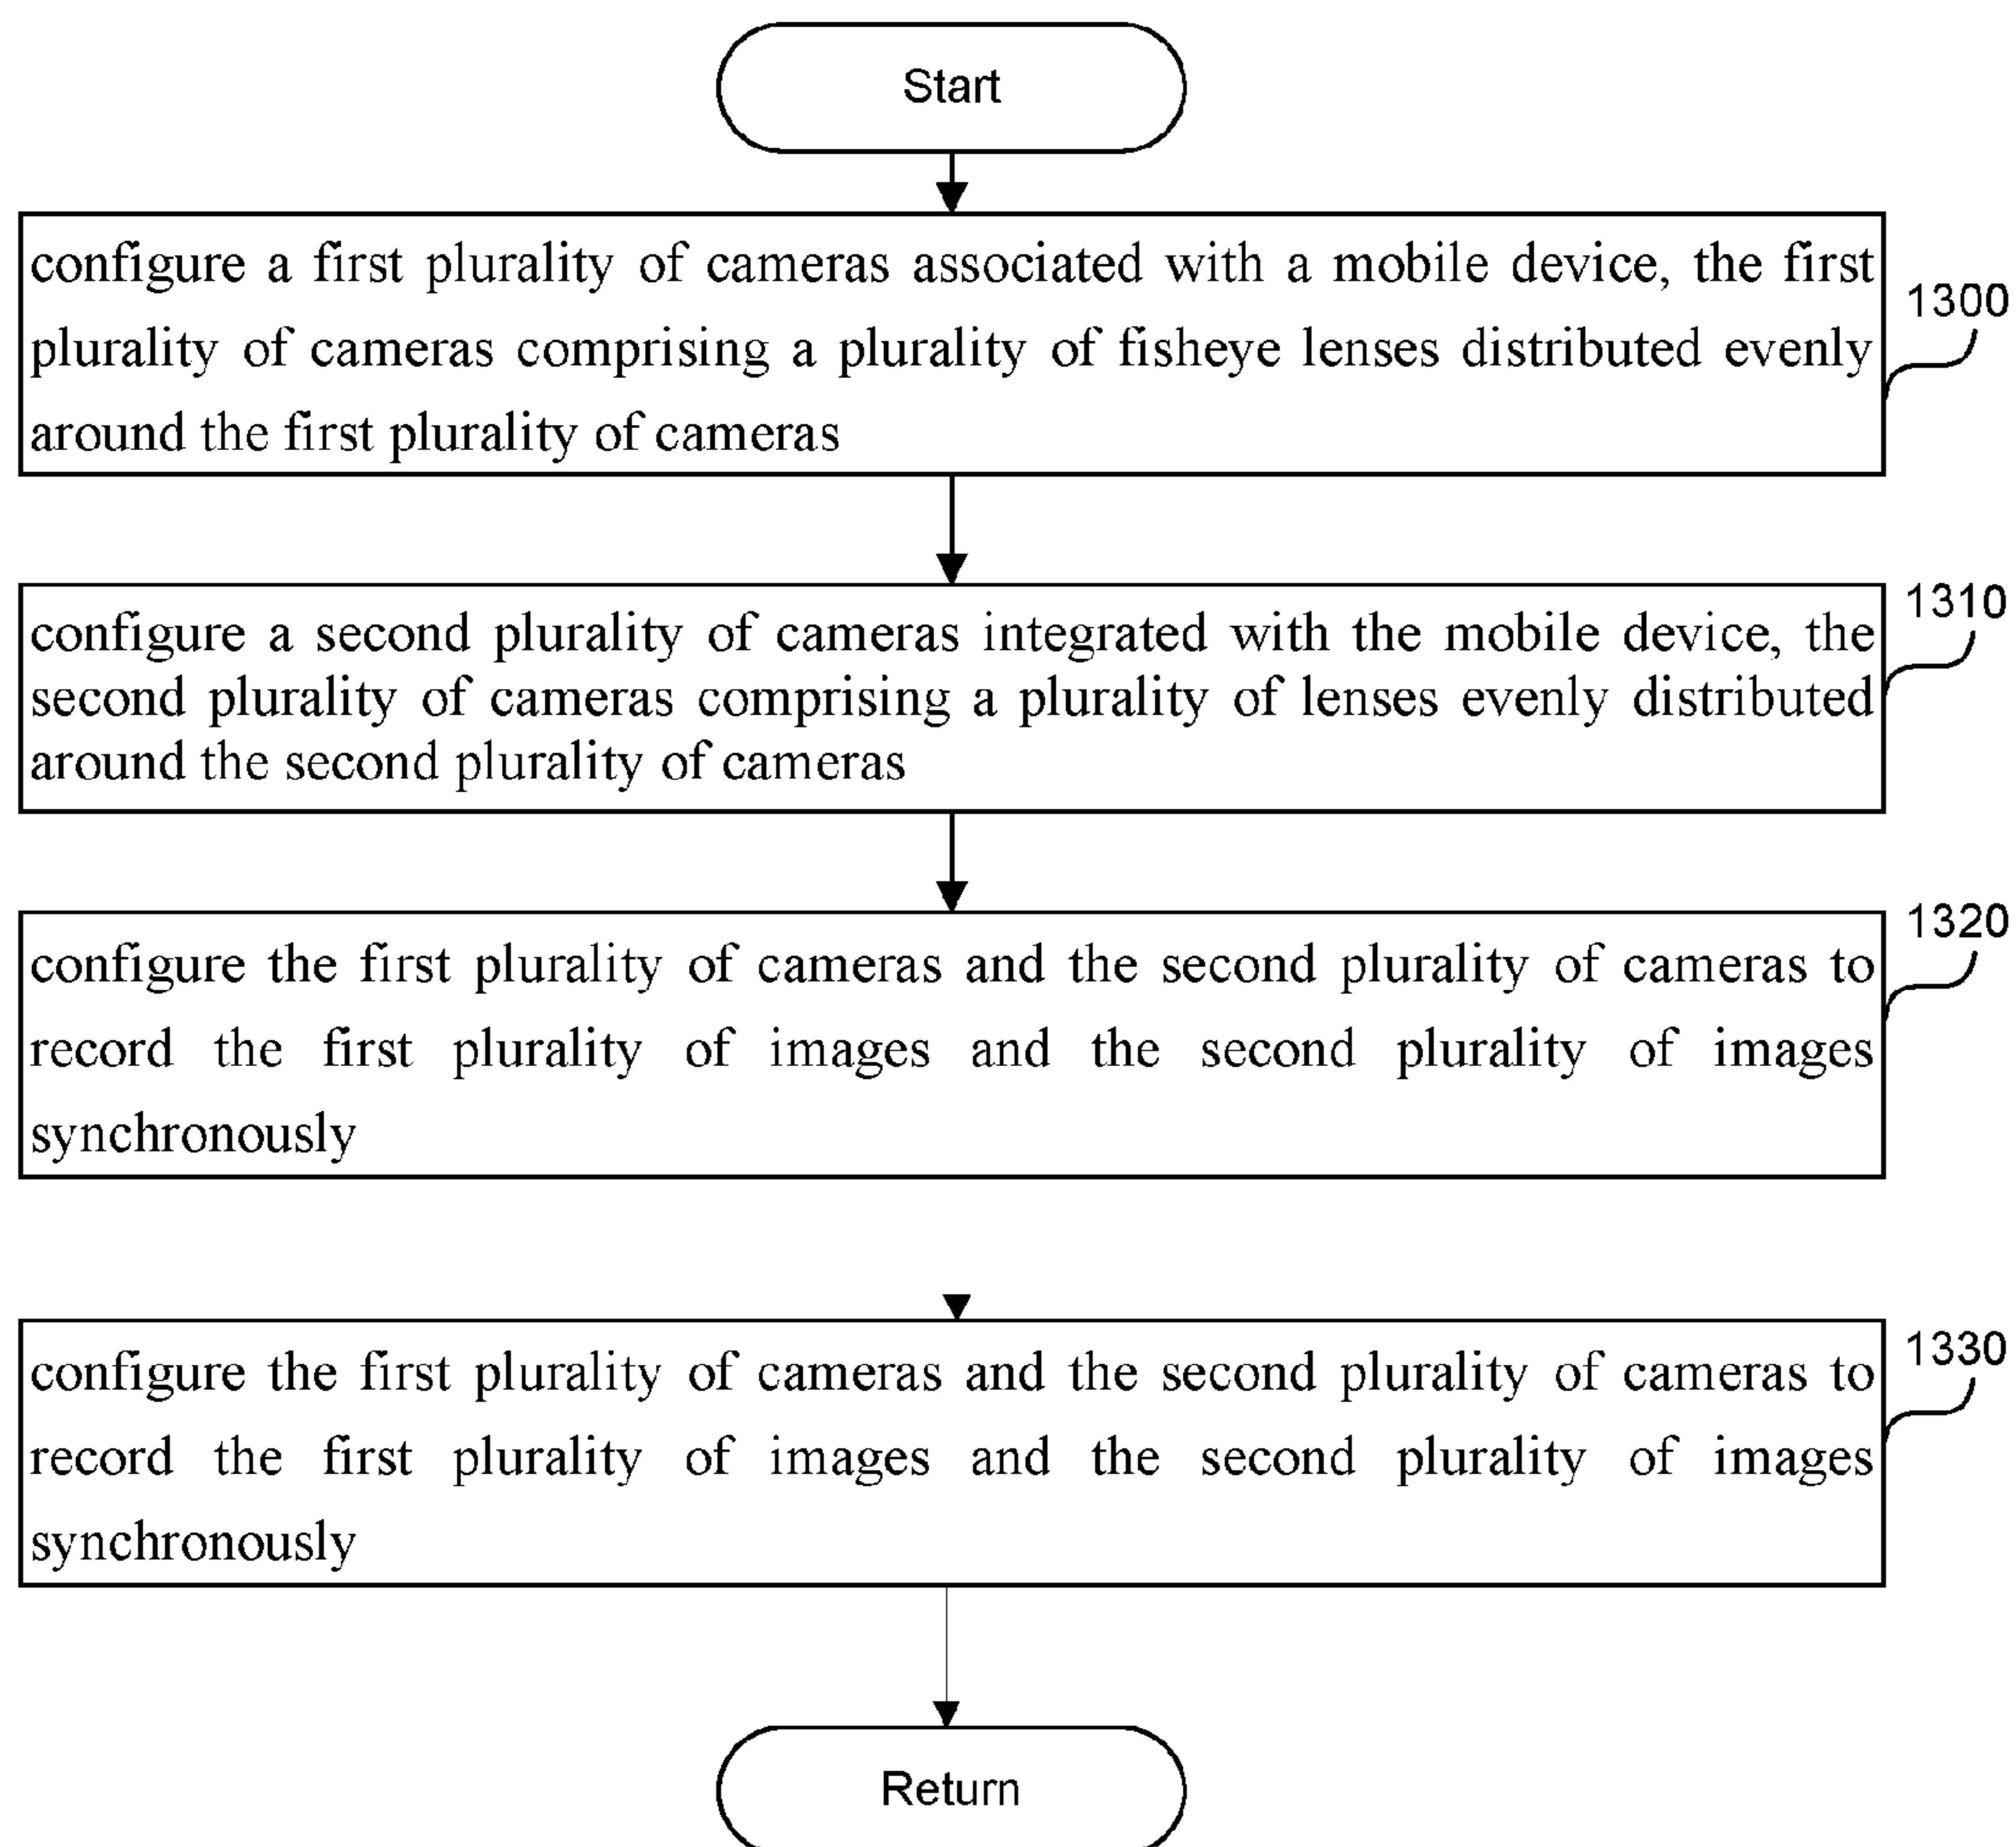 Start
configure a first plurality of cameras associated with a mobile device, the first
plurality of cameras comprising a plurality of fisheye lenses distributed evenly
around the first plurality of cameras
1300
configure a second plurality of cameras integrated with the mobile device, the
second plurality of cameras comprising a plurality of lenses evenly distributed
around the second plurality of cameras
1310
configure the first plurality of cameras and the second plurality of cameras to
record the first plurality of images and the second plurality of images
synchronously
1320
configure the first plurality of cameras and the second plurality of cameras to
record the first plurality of images and the second plurality of images
synchronously
1330
Return